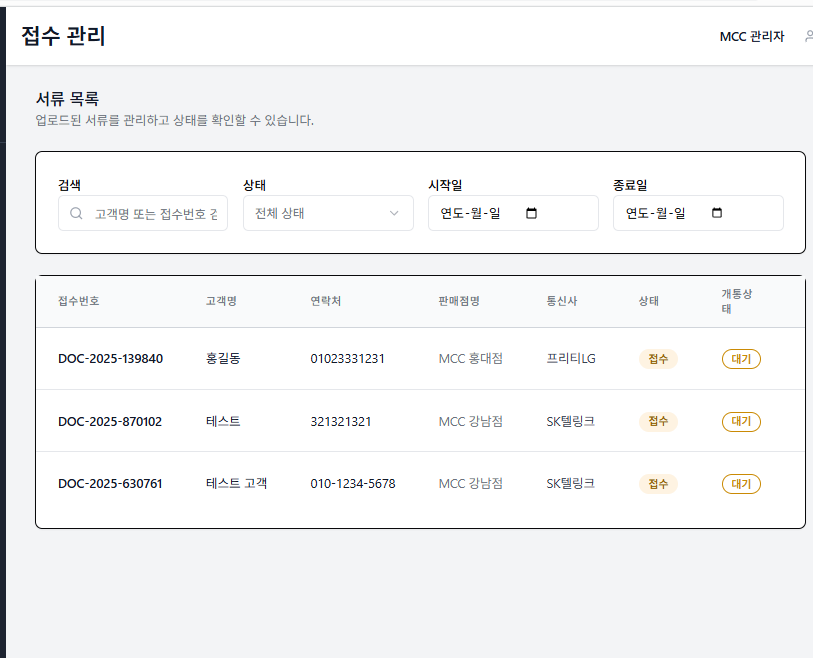 접수 관리
MCC 관리자
서류 목록
업로드된 서류를 관리하고 상태를 확인할 수 있습니다.
검색 상태 시작일 종료일
고객명 또는 접수번호 전체 상태 연도-월-일 연도-월-일
접수번호 고객명 연락처 판매점명 통신사 상태 개통상
태
DOC-2025-139840 홍길동 01023331231 MCC 홍대점 프리티LG 접수 대기
DOC-2025-870102 테스트 321321321 MCC 강남점 SK텔링크 접수 대기
DOC-2025-630761 테스트 고객 010-1234-5678 MCC 강남점 SK텔링크 접수 대기